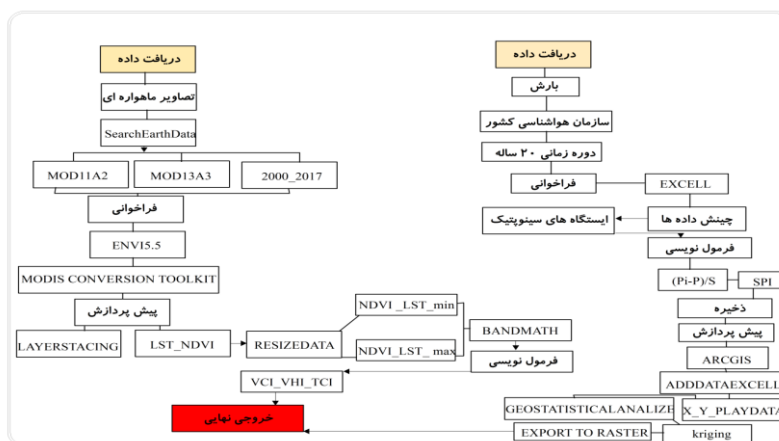 دریافت داده
تصاویر ماهواره ای
SearchEarthData
MOD11A2
MOD13A3
2000_2017
فراخوانی
ENVI5.5
MODIS CONVERSION TOOLKIT
پیش پردازش
LAYERSTACING
LST_NDVI
RESIZEDATA
NDVI _LST_min
NDVI_LST_ max
BANDMATH
فرمول نویسی
VCI_VHI_TCI
خروجی نهایی
دریافت داده
بارش
سازمان هواشناسی کشور
دوره زمانی ۲۰ ساله
فراخوانی
EXCELL
چینش داده ها
ایستگاه های سینوپتیک
فرمول نویسی
(Pi-P)/S
SPI
ذخیره
پیش پردازش
ARCGIS
ADDDATAEXCELL
GEOSTATISTICALANALIZE
X_Y_PLAYDATA
kriging
EXPORT TO RASTER